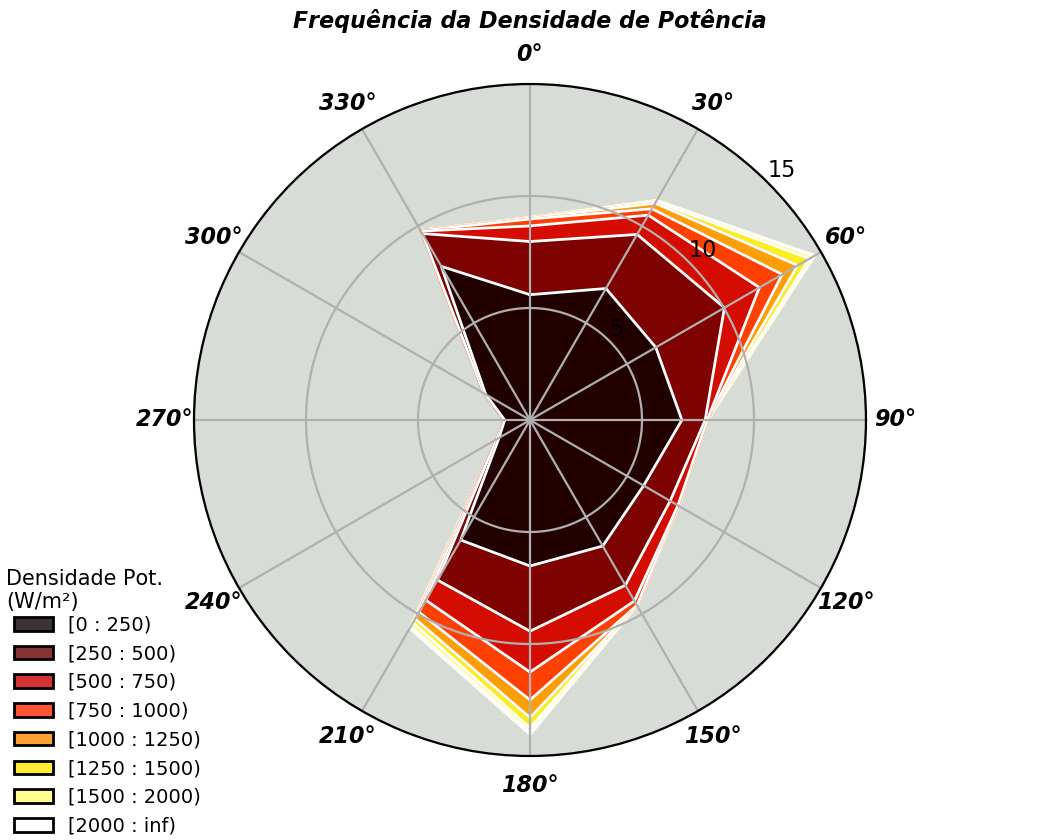 Frequência da Densidade de Potência
0°
330°
30°
15
300°
60°
10
5
270°
90°
240°
120°
210°
150°
180°
Densidade Pot.
(W/m²)
[0 : 250)
[250 : 500)
[500 : 750)
[750 : 1000)
[1000 : 1250)
[1250 : 1500)
[1500 : 2000)
[2000 : inf)